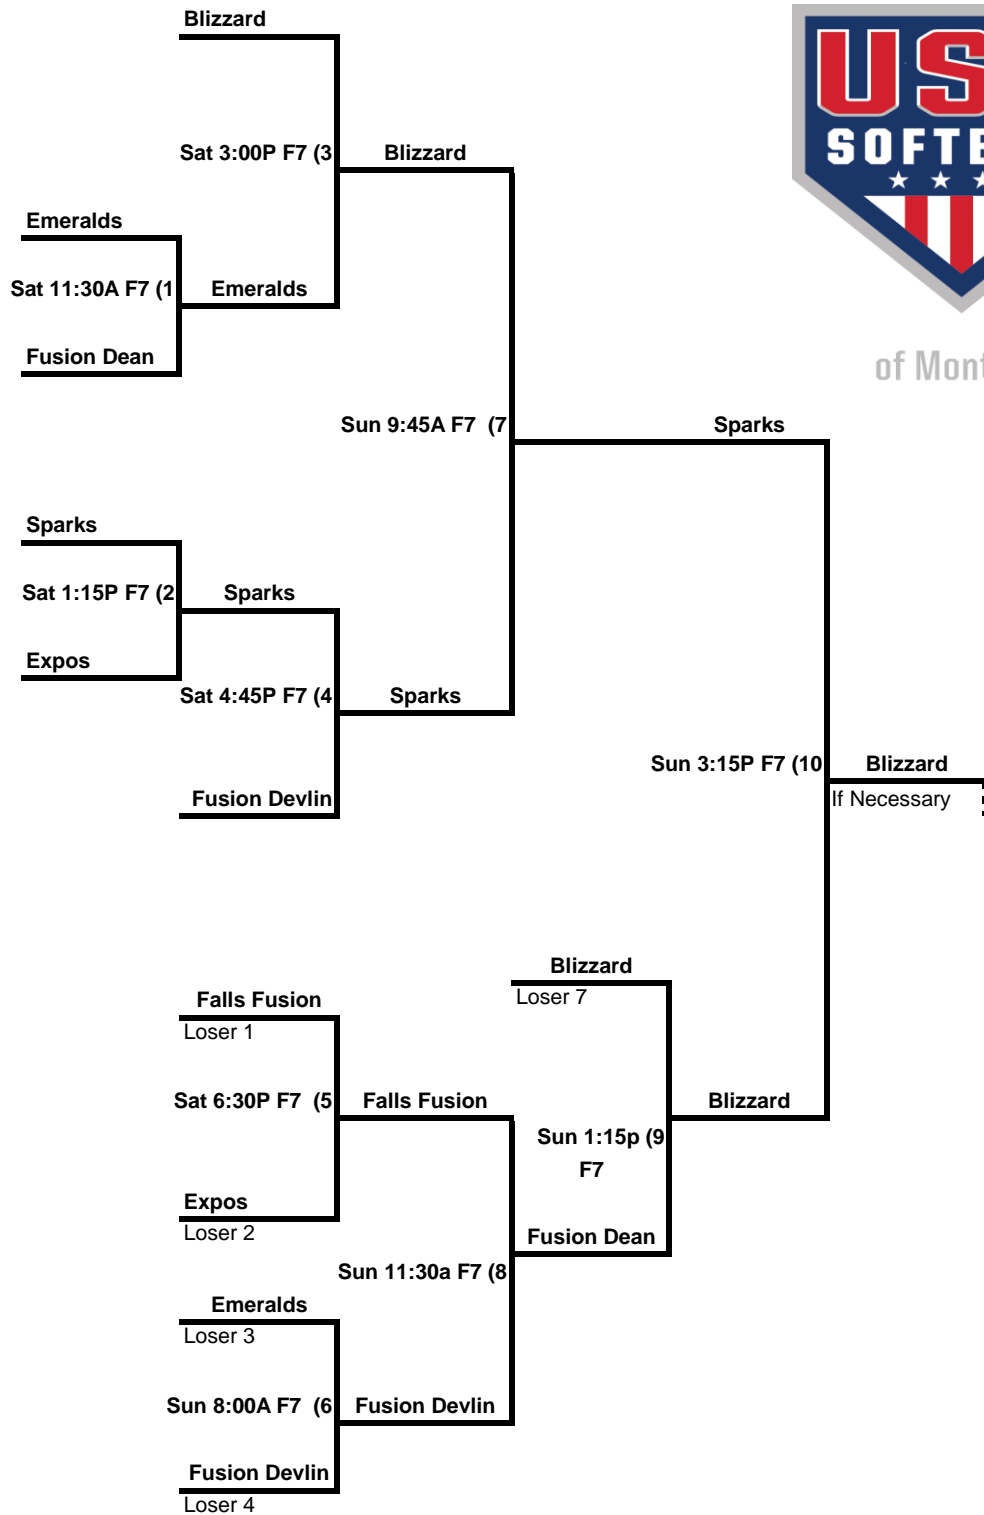 Blizzard
Sat 3:00P F7 (3
Blizzard
Emeralds
Sat 11:30A F7 (1
Emeralds
Fusion Dean
Sun 9:45A F7 (7
Sparks
Sparks
Sat 1:15P F7 (2
Sparks
Expos
Sat 4:45P F7 (4
Sparks
Fusion Devlin
Sun 3:15P F7 (10
Blizzard
If Necessary
Blizzard
Loser 7
Falls Fusion
Loser 1
Sat 6:30P F7 (5
Falls Fusion
Blizzard
Sun 1:15p (9
F7
Expos
Loser 2
Fusion Dean
Sun 11:30a F7 (8
Emeralds
Loser 3
Sun 8:00A F7 (6
Fusion Devlin
Fusion Devlin
Loser 4
US
SOFTB
of Mont